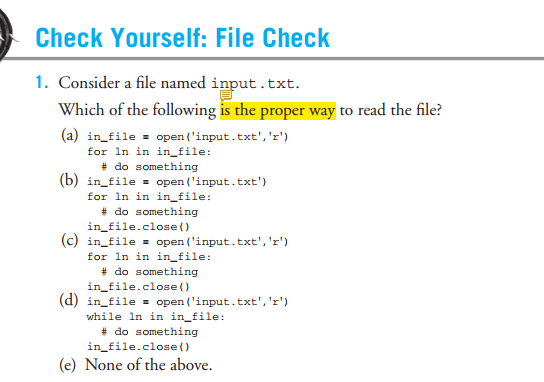 Check Yourself: File Check
1. Consider a file named input.txt.
Which of the following is the proper way to read the file?
(a) in_file = open('input.txt','r')
for ln in in_file:
# do something
(b) in_file = open('input.txt')
for ln in in_file:
# do something
in_file.close()
(c) in_file = open('input.txt','r')
for ln in in_file:
# do something
in_file.close()
(d) in_file = open('input.txt','r')
while ln in in_file:
# do something
in_file.close()
(e) None of the above.